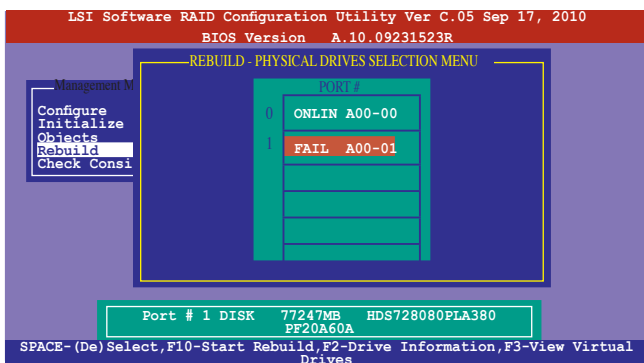 LSI Software RAID Configuration Utility Ver C.05 Sep 17, 2010
BIOS Version A.10.09231523R
REBUILD - PHYSICAL DRIVES SELECTION MENU
Management M
PORT #
Configure
Initialize
Objects
Rebuild
Check Consi
0 ONLIN A00-00
1 FAIL A00-01
Port # 1 DISK 77247MB HDS728080PLA380
PF20A60A
SPACE-(De)Select,F10-Start Rebuild,F2-Drive Information,F3-View Virtual
Drives